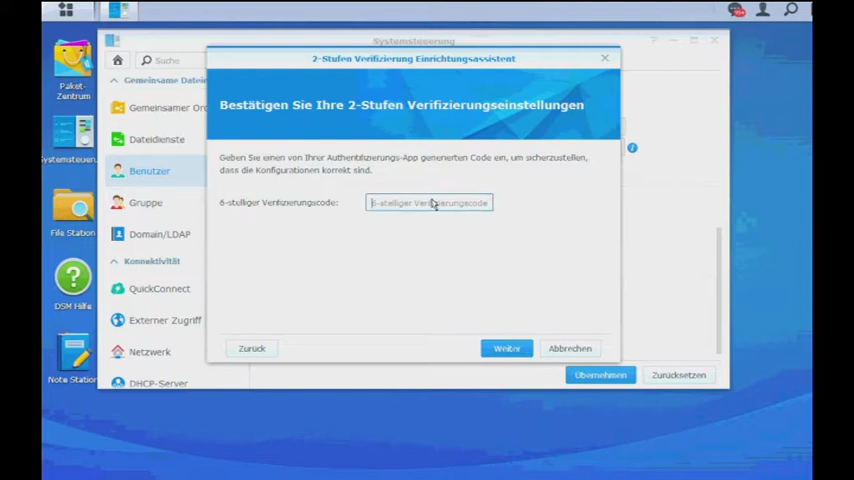 Systemsteuerung
Paket-
Zentrum
Systemsteueru
File Station
DSM Hilfe
Note Station
Suche
Gemeinsame Datei
Gemeinsamer Ord
Dateidienste
Benutzer
Gruppe
Domain/LDAP
Konnektivität
QuickConnect
Externer Zugriff
Netzwerk
DHCP-Server
2-Stufen Verifizierung Einrichtungsassistent
Bestätigen Sie Ihre 2-Stufen Verifizierungseinstellungen
Geben Sie einen von Ihrer Authentifizierungs-App generierten Code ein, um sicherzustellen,
dass die Konfigurationen korrekt sind.
6-stelliger Verifizierungscode:
6-stelliger Verifizierungscode
Zurück
Weiter
Abbrechen
Übernehmen
Zurücksetzen